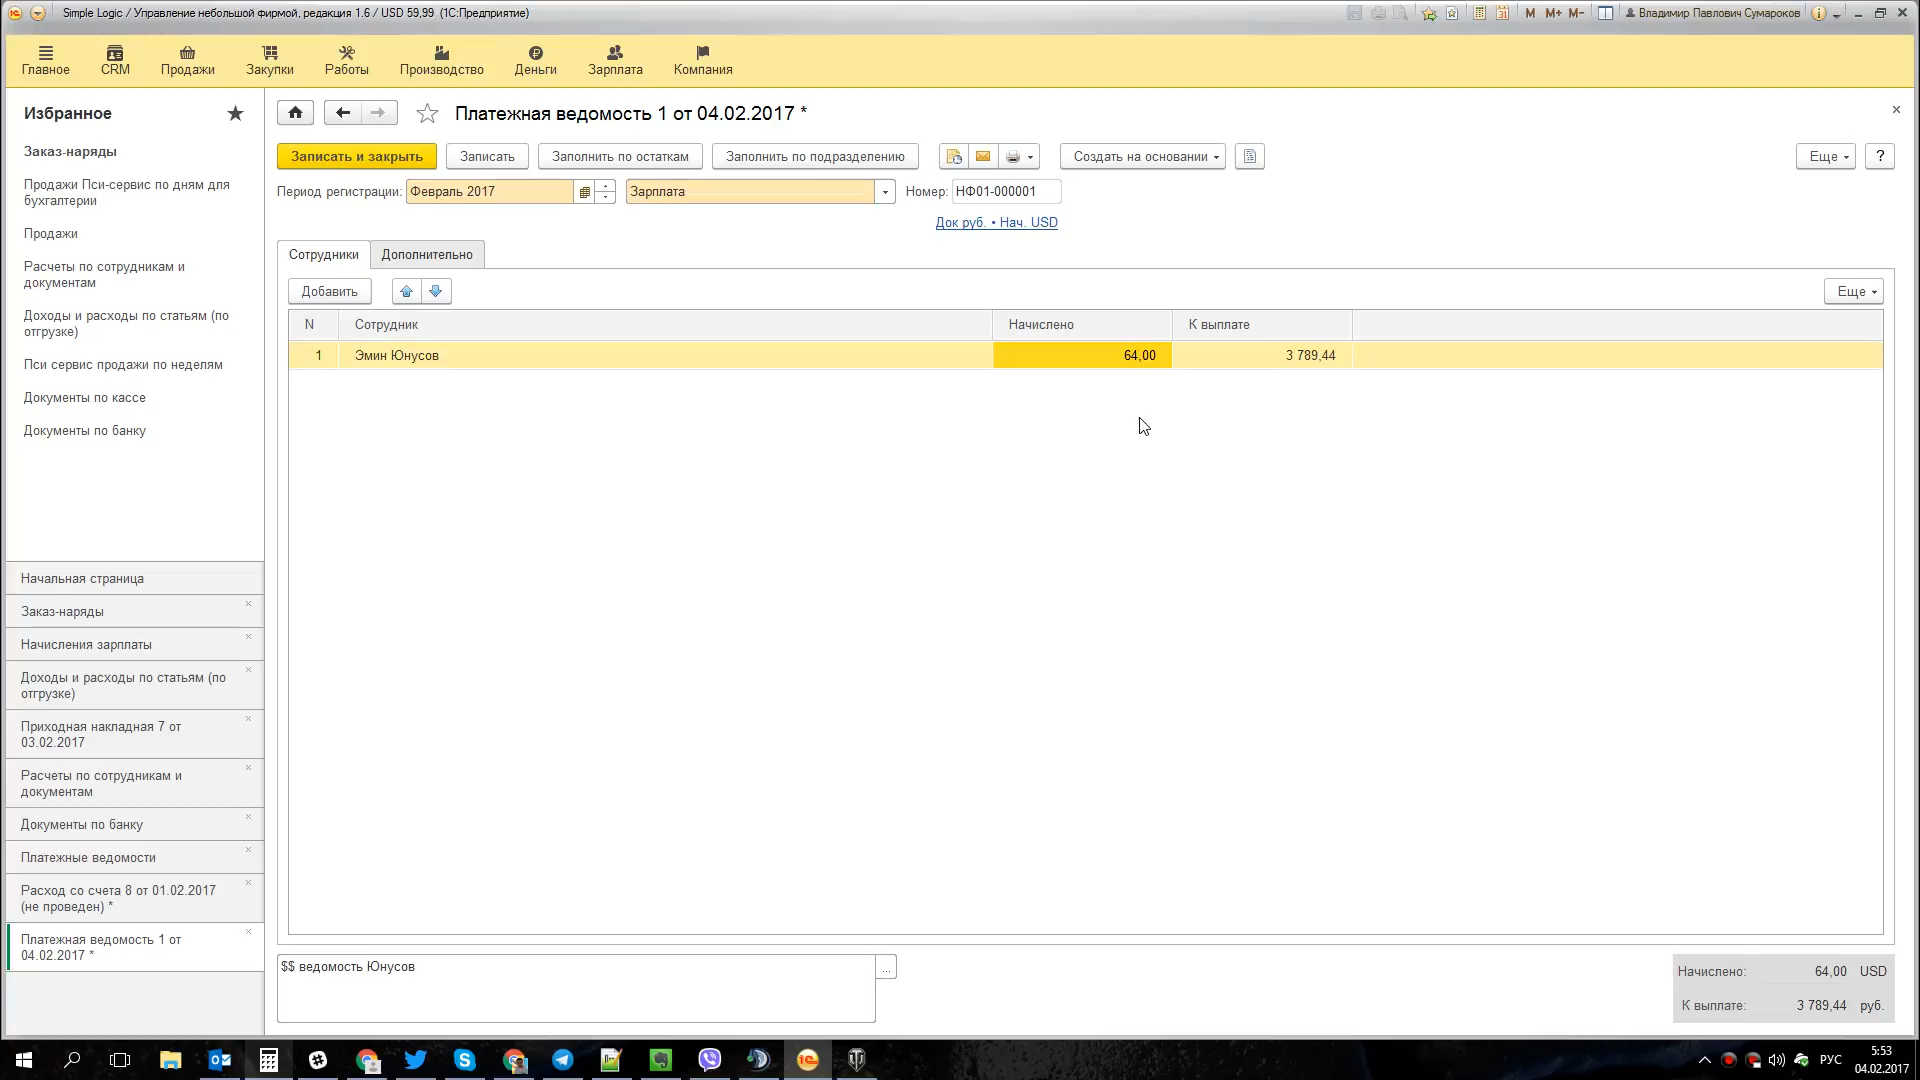 Simple Logic / Управление небольшой фирмой, редакция 1.6 / USD 59,99 (1С:Предприятие)
M M+ M- Владимир Павлович Сумароков
Главное CRM Продажи Закупки Работы Производство Деньги Зарплата Компания
Избранное
Заказ-наряды
Продажи Пси-сервис по дням для
бухгалтерии
Продажи
Расчеты по сотрудникам и
документам
Доходы и расходы по статьям (по
отгрузке)
Пси сервис продажи по неделям
Документы по кассе
Документы по банку
Начальная страница
Заказ-наряды
Начисления зарплаты
Доходы и расходы по статьям (по
отгрузке)
Приходная накладная 7 от
03.02.2017
Расчеты по сотрудникам и
документам
Документы по банку
Платежные ведомости
Расход со счета 8 от 01.02.2017
(не проведен) *
Платежная ведомость 1 от
04.02.2017 *
Платежная ведомость 1 от 04.02.2017 *
Записать и закрыть Записать Заполнить по остаткам Заполнить по подразделению Создать на основании Еще ?
Период регистрации: Февраль 2017 Зарплата Номер: НФ01-000001
Док руб. • Нач. USD
Сотрудники Дополнительно
Добавить Еще
N Сотрудник Начислено К выплате
1 Эмин Юнусов 64,00 3 789,44
$$ ведомость Юнусов ...
Начислено: 64,00 USD
К выплате: 3 789,44 руб.
РУС 5:53
04.02.2017